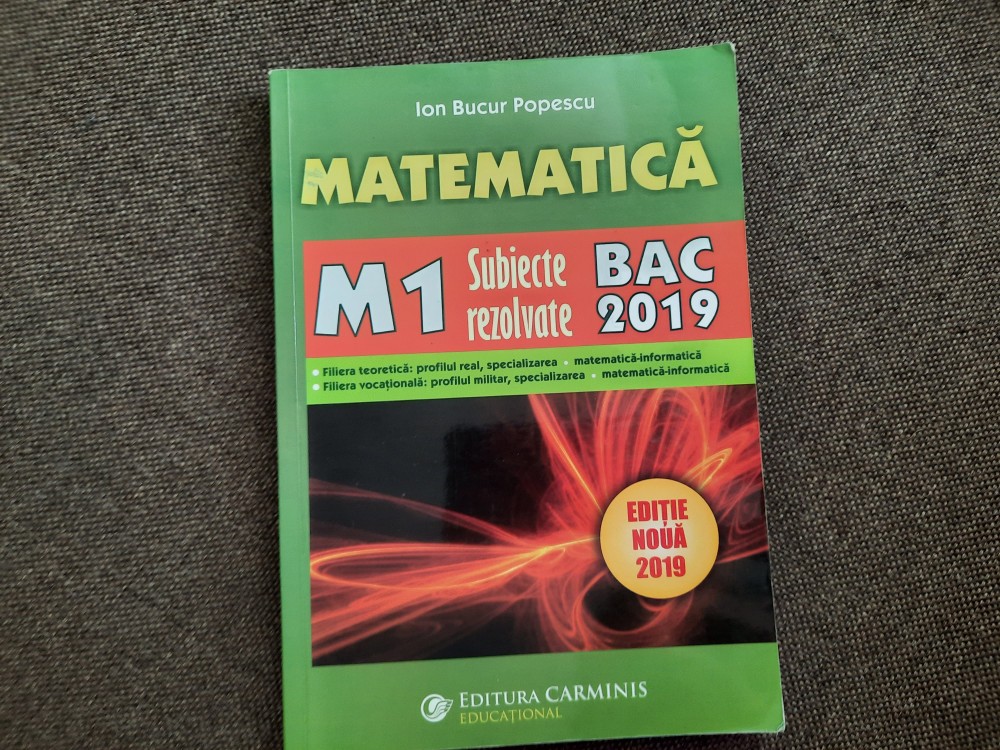 Ion Bucur Popescu
MATEMATICĂ
M1
Subiecte
rezolvate
BAC
2019
• Filiera teoretică: profilul real, specializarea • matematică-informatică
• Filiera vocațională: profilul militar, specializarea • matematică-informatică
EDIȚIE
NOUĂ
2019
EDITURA CARMINIS
EDUCAȚIONAL